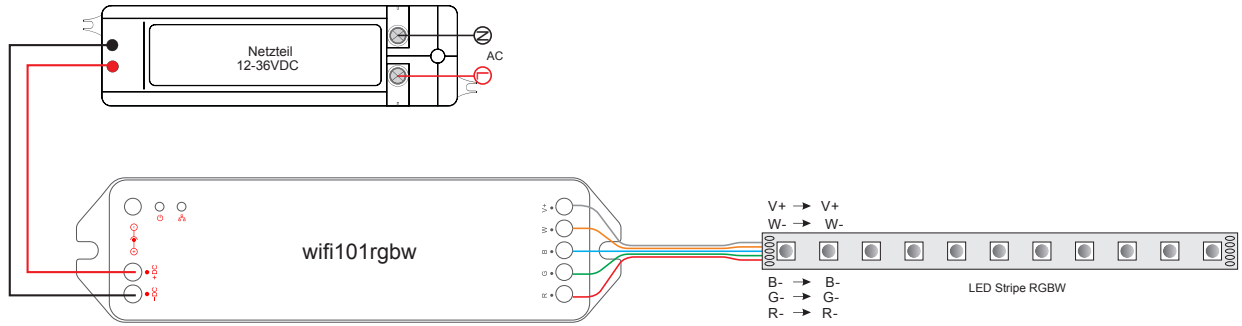 Netzteil
12-36VDC
N
AC
L
wifi101rgbw
+DC
-DC
V+
W
B
G
R
V+ → V+
W- → W-
B- → B-
G- → G-
R- → R-
LED Stripe RGBW